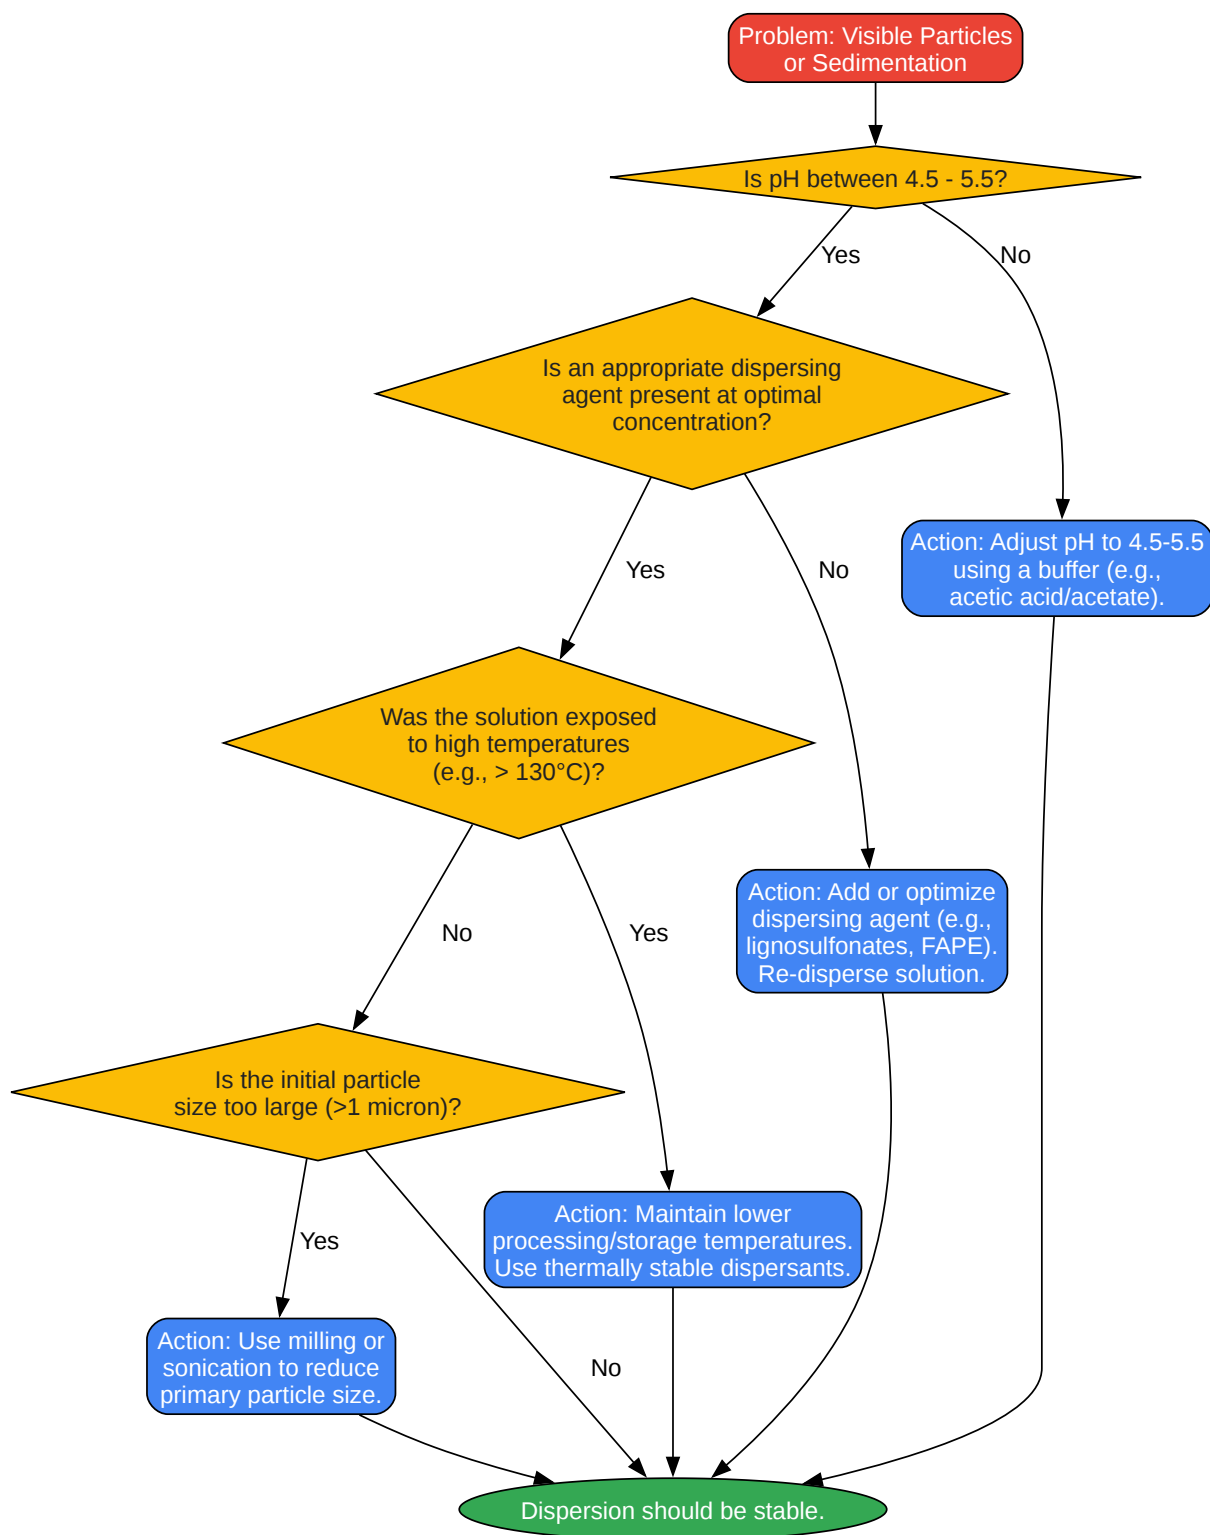 Problem: Visible Particles
or Sedimentation
Is pH between 4.5 - 5.5?
Yes
No
Is an appropriate dispersing
agent present at optimal
concentration?
Action: Adjust pH to 4.5-5.5
using a buffer (e.g.,
acetic acid/acetate).
Yes
No
Was the solution exposed
to high temperatures
(e.g., > 130°C)?
Action: Add or optimize
dispersing agent (e.g.,
lignosulfonates, FAPE).
Re-disperse solution.
No
Yes
Is the initial particle
size too large (>1 micron)?
Action: Maintain lower
processing/storage temperatures.
Use thermally stable dispersants.
Yes
No
Action: Use milling or
sonication to reduce
primary particle size.
Dispersion should be stable.